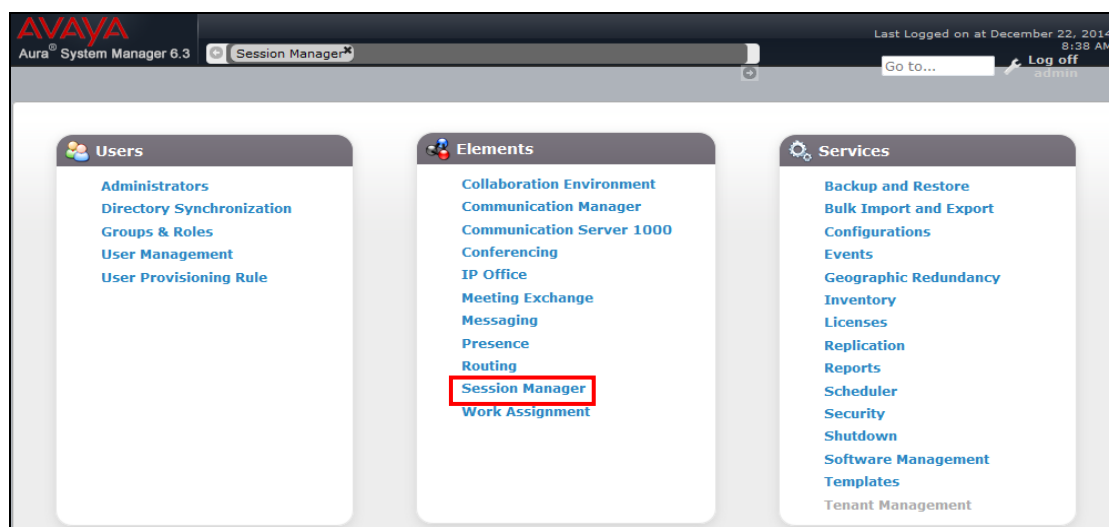 AVAYA
Aura® System Manager 6.3
Session Manager x
Last Logged on at December 22, 2014
8:38 AM
Go to...
Log off
admin
Users
Administrators
Directory Synchronization
Groups & Roles
User Management
User Provisioning Rule
Elements
Collaboration Environment
Communication Manager
Communication Server 1000
Conferencing
IP Office
Meeting Exchange
Messaging
Presence
Routing
Session Manager
Work Assignment
Services
Backup and Restore
Bulk Import and Export
Configurations
Events
Geographic Redundancy
Inventory
Licenses
Replication
Reports
Scheduler
Security
Shutdown
Software Management
Templates
Tenant Management